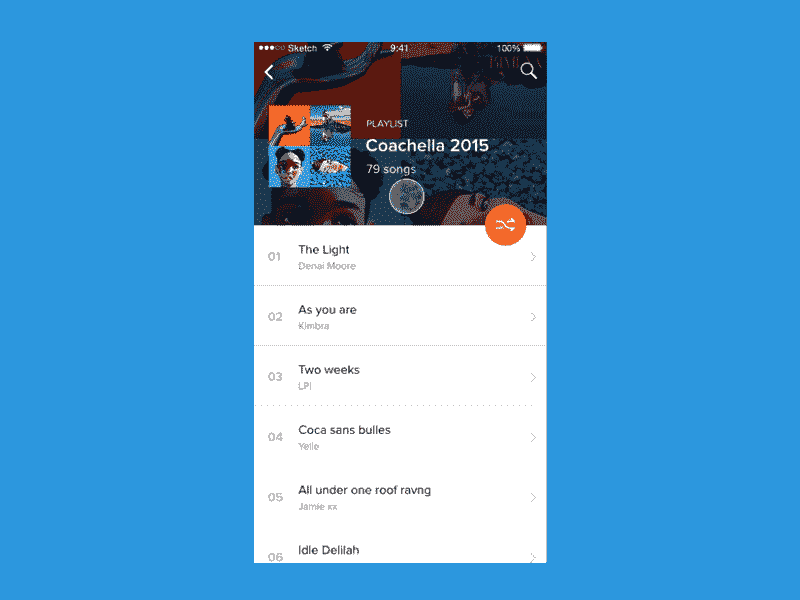 Sketch 9:41 100%
PLAYLIST
Coachella 2015
79 songs
01 The Light
Denai Moore
02 As you are
Kimbra
03 Two weeks
LPI
04 Coca sans bulles
Yelle
05 All under one roof ravng
Jamie xx
06 Idle Delilah